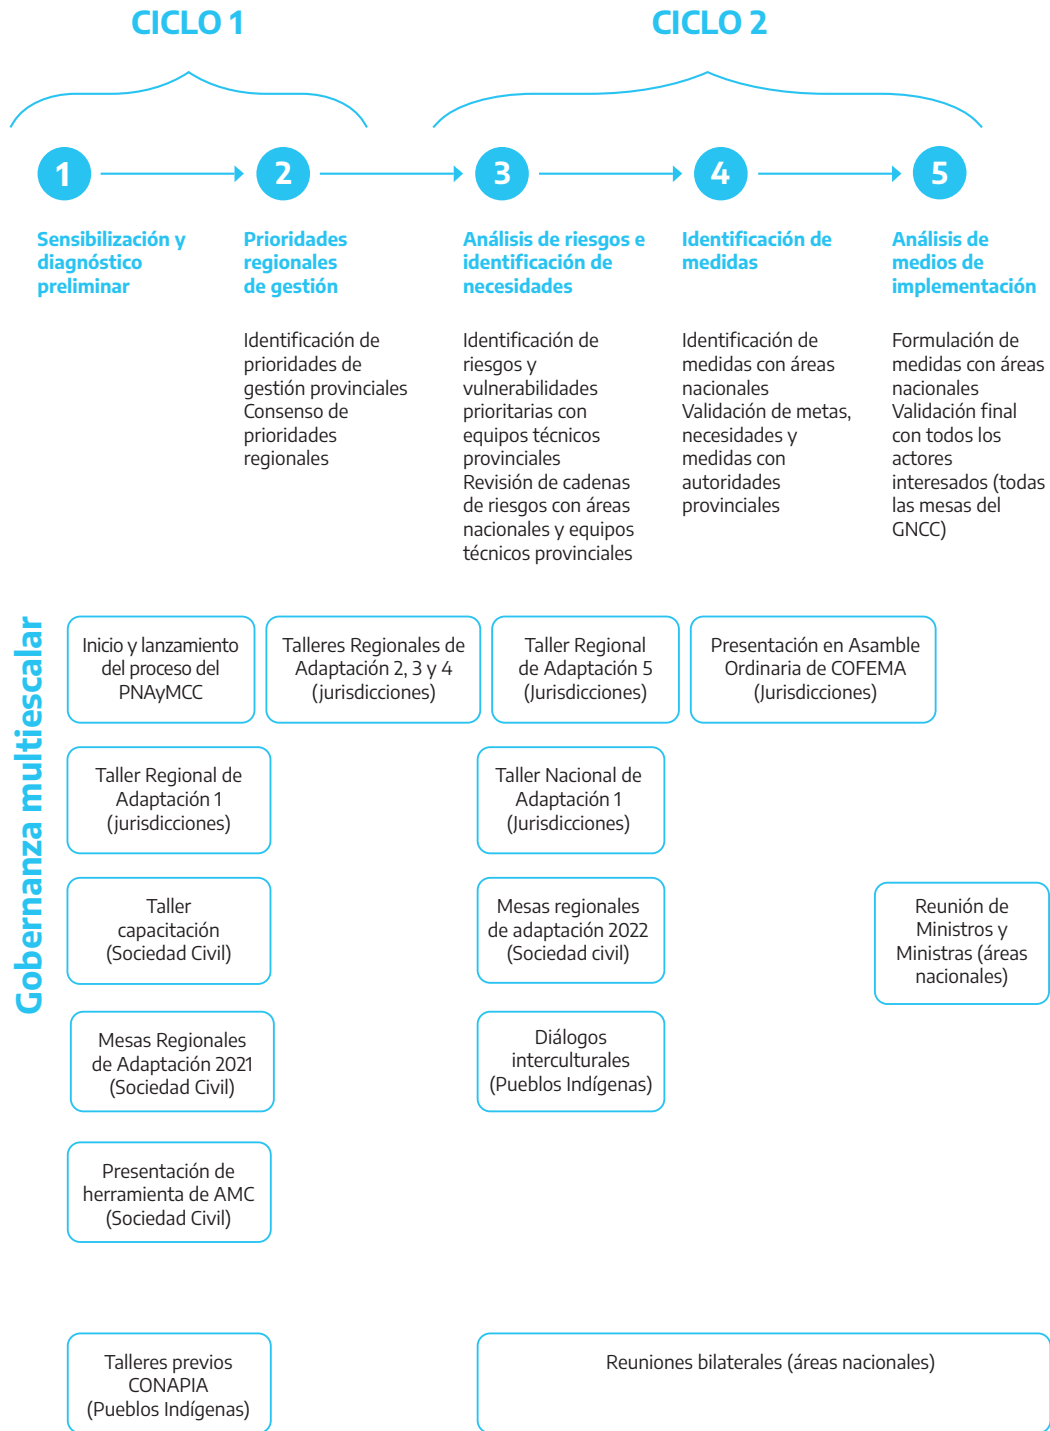 CICLO 1
CICLO 2
1
2
3
4
5
Sensibilización y
diagnóstico
preliminar
Prioridades
regionales
de gestión
Identificación de
prioridades de
gestión provinciales
Consenso de
prioridades
regionales
Análisis de riesgos e
identificación de
necesidades
Identificación de
riesgos y
vulnerabilidades
prioritarias con
equipos técnicos
provinciales
Revisión de cadenas
de riesgos con áreas
nacionales y equipos
técnicos provinciales
Identificación de
medidas
Identificación de
medidas con áreas
nacionales
Validación de metas,
necesidades y
medidas con
autoridades
provinciales
Análisis de
medios de
implementación
Formulación de
medidas con áreas
nacionales
Validación final
con todos los
actores
interesados (todas
las mesas del
GNCC)
Gobernanza multiescalar
Inicio y lanzamiento
del proceso del
PNAyMCC
Talleres Regionales de
Adaptación 2, 3 y 4
(jurisdicciones)
Taller Regional
de Adaptación 5
(Jurisdicciones)
Presentación en Asamble
Ordinaria de COFEMA
(Jurisdicciones)
Taller Regional de
Adaptación 1
(jurisdicciones)
Taller Nacional de
Adaptación 1
(Jurisdicciones)
Taller
capacitación
(Sociedad Civil)
Mesas regionales
de adaptación 2022
(Sociedad civil)
Reunión de
Ministros y
Ministras (áreas
nacionales)
Mesas Regionales
de Adaptación 2021
(Sociedad Civil)
Diálogos
interculturales
(Pueblos Indígenas)
Presentación de
herramienta de AMC
(Sociedad Civil)
Talleres previos
CONAPIA
(Pueblos Indígenas)
Reuniones bilaterales (áreas nacionales)